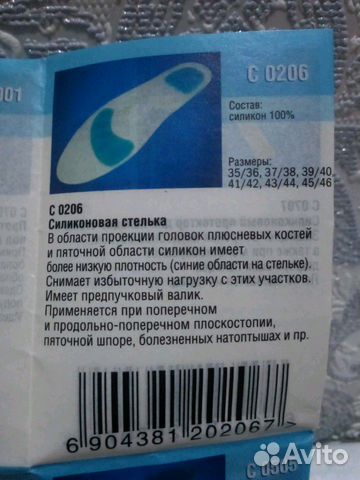 001
C 0206
Состав:
силикон 100%
Размеры:
35/36, 37/38, 39/40,
41/42, 43/44, 45/46
C 0206
Силиконовая стелька
В области проекции головок плюсневых костей
и пяточной области силикон имеет
более низкую плотность (синие области на стельке).
Снимает избыточную нагрузку с этих участков.
Имеет предпучковый валик.
Применяется при поперечном
и продольно-поперечном плоскостопии,
пяточной шпоре, болезненных натоптышах и пр.
6 904381 202067 >
C 0505
Avito